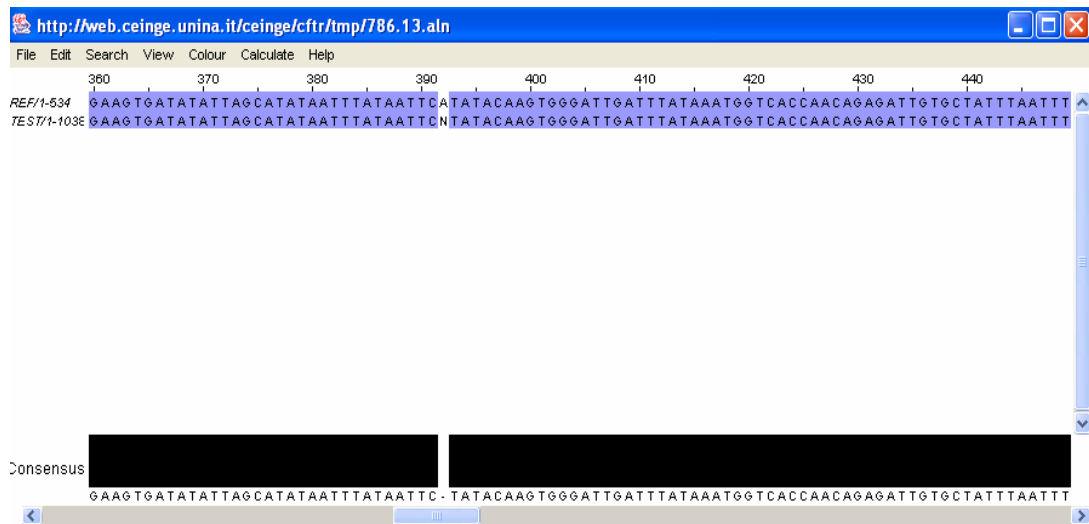 http://web.ceinge.unina.it/ceinge/cftr/tmp/786.13.aln
File Edit Search View Colour Calculate Help
360 370 380 390 400 410 420 430 440
REF/1-534 GAAGTGATATATTAGCATATAATTTATAATTCATATACAAGTGGGATTGATTTATAAATGGTCACCAACAGAGATTGTGCTATTTAATTT
TEST/1-1038 GAAGTGATATATTAGCATATAATTTATAATTCNTATACAAGTGGGATTGATTTATAAATGGTCACCAACAGAGATTGTGCTATTTAATTT
Consensus
GAAGTGATATATTAGCATATAATTTATAATTC-TATACAAGTGGGATTGATTTATAAATGGTCACCAACAGAGATTGTGCTATTTAATTT